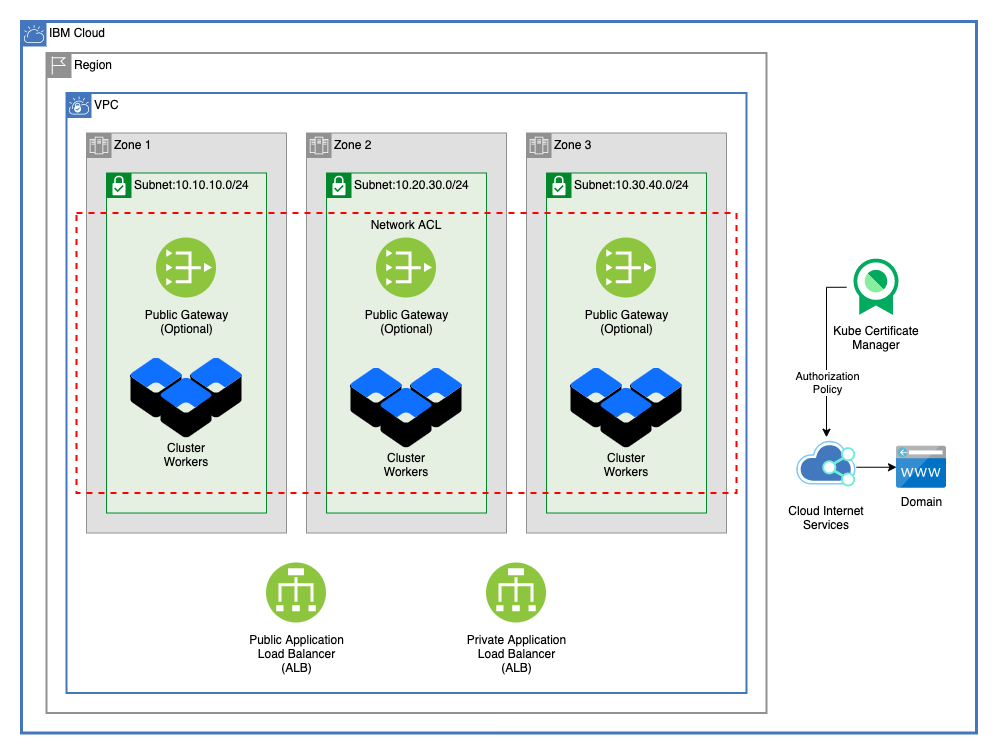 IBM Cloud
Region
VPC
Zone 1
Zone 2
Zone 3
Subnet:10.10.10.0/24
Subnet:10.20.30.0/24
Subnet:10.30.40.0/24
Network ACL
Public Gateway
(Optional)
Public Gateway
(Optional)
Public Gateway
(Optional)
Cluster
Workers
Cluster
Workers
Cluster
Workers
Public Application
Load Balancer
(ALB)
Private Application
Load Balancer
(ALB)
Kube Certificate
Manager
Authorization
Policy
Cloud Internet
Services
WWW
Domain